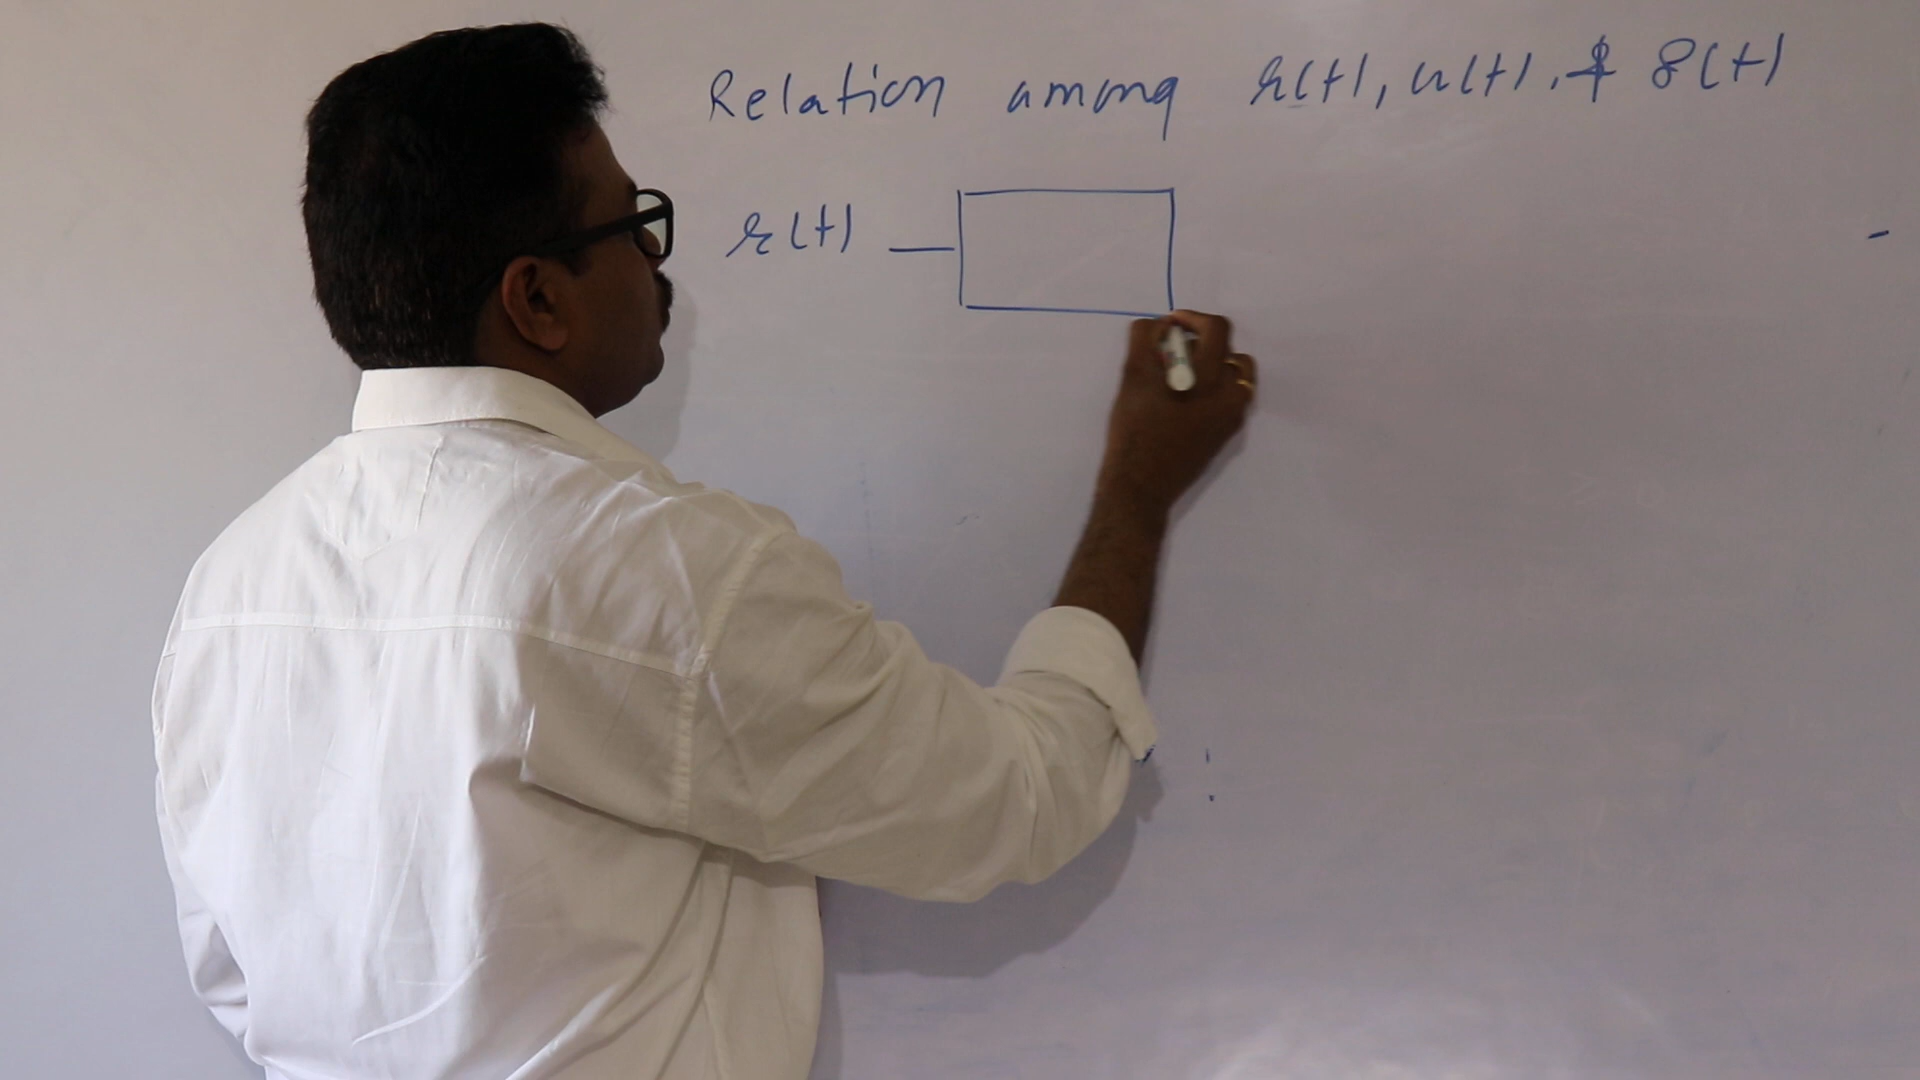 Relation among r(t), u(t), & δ(t)
r(t)